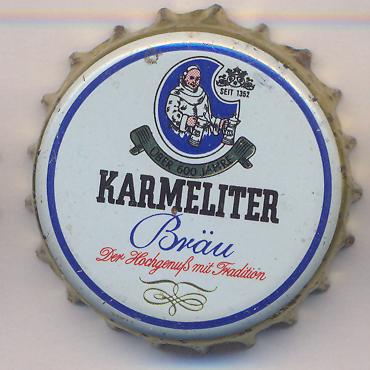 SEIT 1352
ÜBER 600 JAHRE
KARMELITER
Bräu
Der Hochgenuß mit Tradition